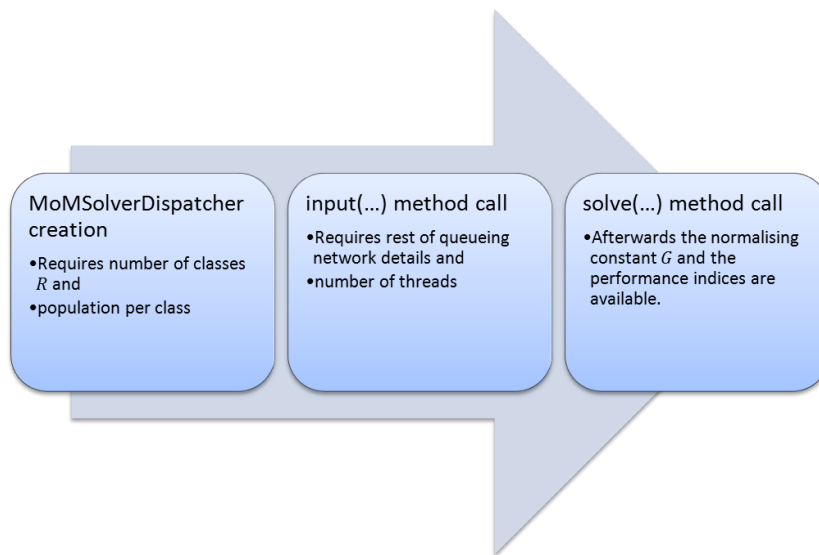 MoMSolverDispatcher
creation
•Requires number of classes
R and
•population per class
input(…) method call
•Requires rest of queueing
network details and
•number of threads
solve(…) method call
•Afterwards the normalising
constant G and the
performance indices are
available.